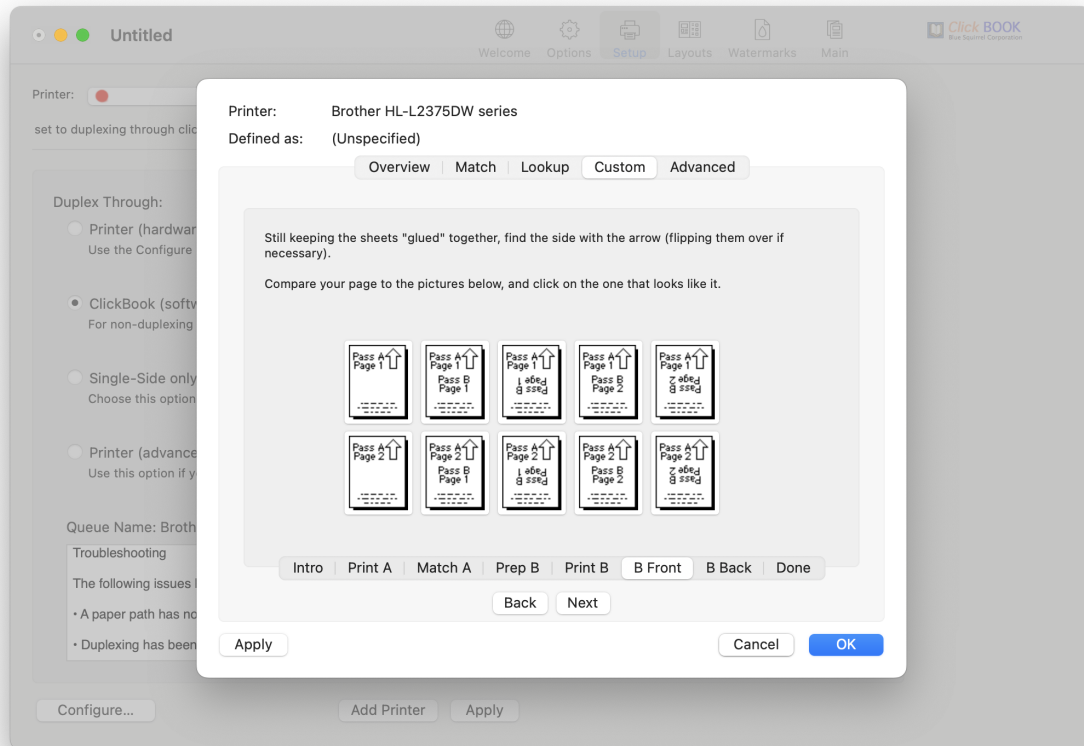 Untitled
Welcome
Options
Setup
Layouts
Watermarks
Main
Click BOOK
Blue Squirrel Corporation
Printer:
set to duplexing through clic
Duplex Through:
Printer (hardwar
Use the Configure
ClickBook (softw
For non-duplexing
Single-Side only
Choose this option
Printer (advance
Use this option if y
Queue Name: Broth
Troubleshooting
The following issues
• A paper path has no
• Duplexing has been
Configure...
Add Printer
Apply
Printer: Brother HL-L2375DW series
Defined as: (Unspecified)
Overview
Match
Lookup
Custom
Advanced
Still keeping the sheets "glued" together, find the side with the arrow (flipping them over if
necessary).
Compare your page to the pictures below, and click on the one that looks like it.
Pass A
Page 1
Pass A
Page 1
Pass B
Page 1
Pass A
Page 1
Pass B
Page 1
Pass A
Page 1
Pass B
Page 2
Pass A
Page 1
Pass B
Page 2
Pass A
Page 2
Pass A
Page 2
Pass B
Page 1
Pass A
Page 2
Pass B
Page 1
Pass A
Page 2
Pass B
Page 2
Pass A
Page 2
Pass B
Page 2
Intro
Print A
Match A
Prep B
Print B
B Front
B Back
Done
Back
Next
Apply
Cancel
OK